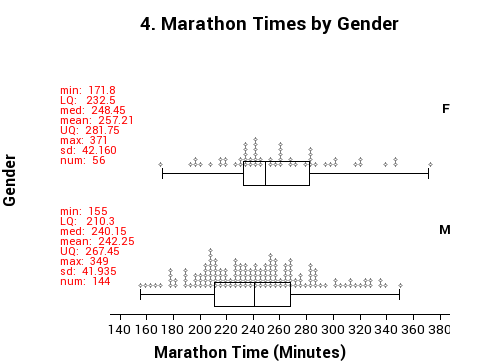 4. Marathon Times by Gender
min: 171.8
LQ: 232.5
med: 248.45
mean: 257.21
UQ: 281.75
max: 371
sd: 42.160
num: 56
F
Gender
min: 155
LQ: 210.3
med: 240.15
mean: 242.25
UQ: 267.45
max: 349
sd: 41.935
num: 144
M
140 160 180 200 220 240 260 280 300 320 340 360 380
Marathon Time (Minutes)